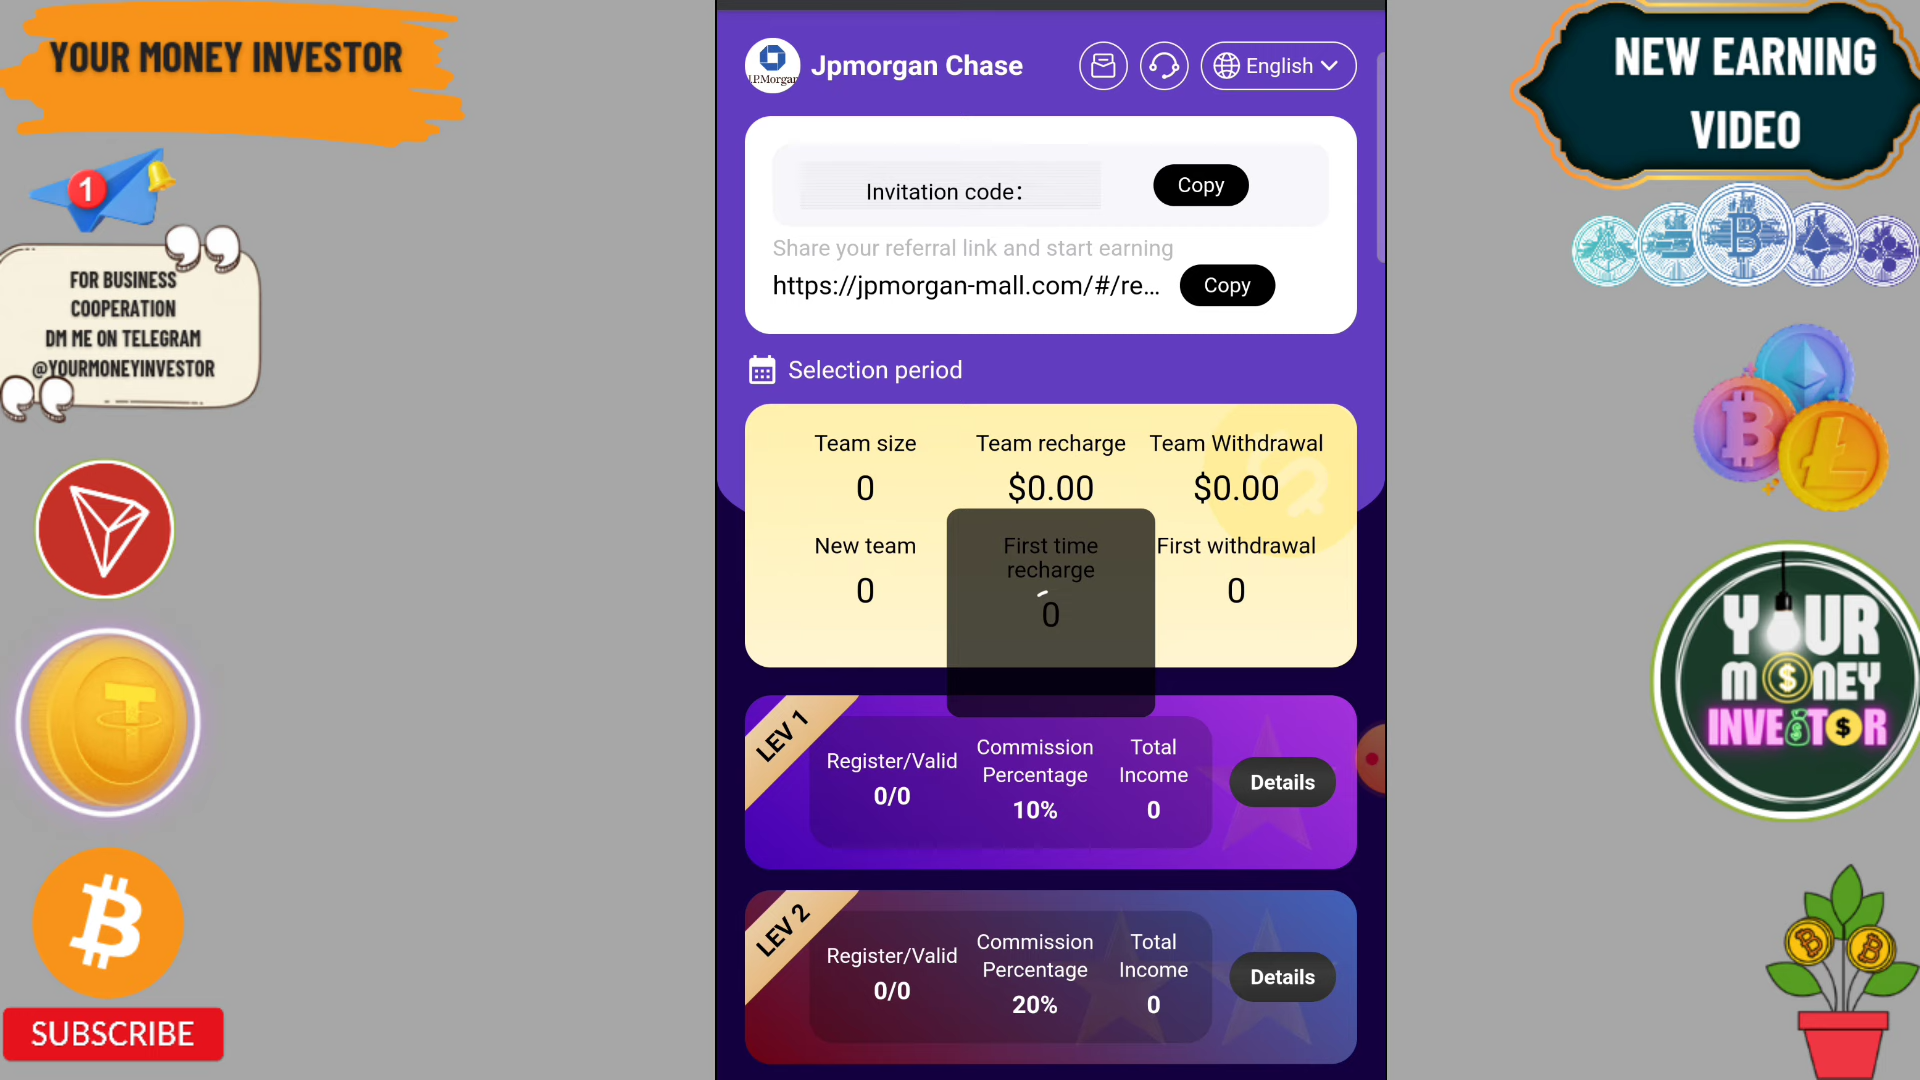 YOUR MONEY INVESTOR
1
FOR BUSINESS
COOPERATION
DM ME ON TELEGRAM
@YOURMONEYINVESTOR
SUBSCRIBE
J.P.Morgan
Jpmorgan Chase
English
Invitation code:
Copy
Share your referral link and start earning
https://jpmorgan-mall.com/#/re...
Copy
Selection period
Team size
Team recharge
Team Withdrawal
0
$0.00
$0.00
New team
First time
recharge
First withdrawal
0
0
0
LEV 1
Register/Valid
0/0
Commission
Percentage
10%
Total
Income
0
Details
LEV 2
Register/Valid
0/0
Commission
Percentage
20%
Total
Income
0
Details
NEW EARNING
VIDEO
YOUR
MONEY
INVESTOR